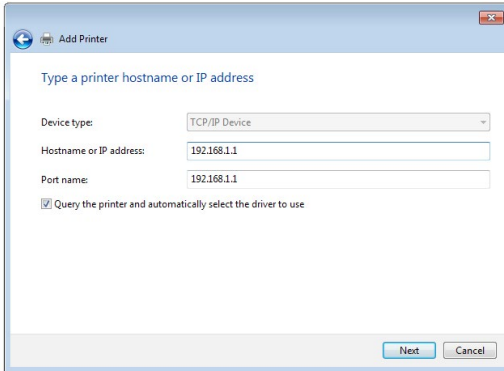 Add Printer
Type a printer hostname or IP address
Device type: TCP/IP Device
Hostname or IP address: 192.168.1.1
Port name: 192.168.1.1
Query the printer and automatically select the driver to use
Next Cancel